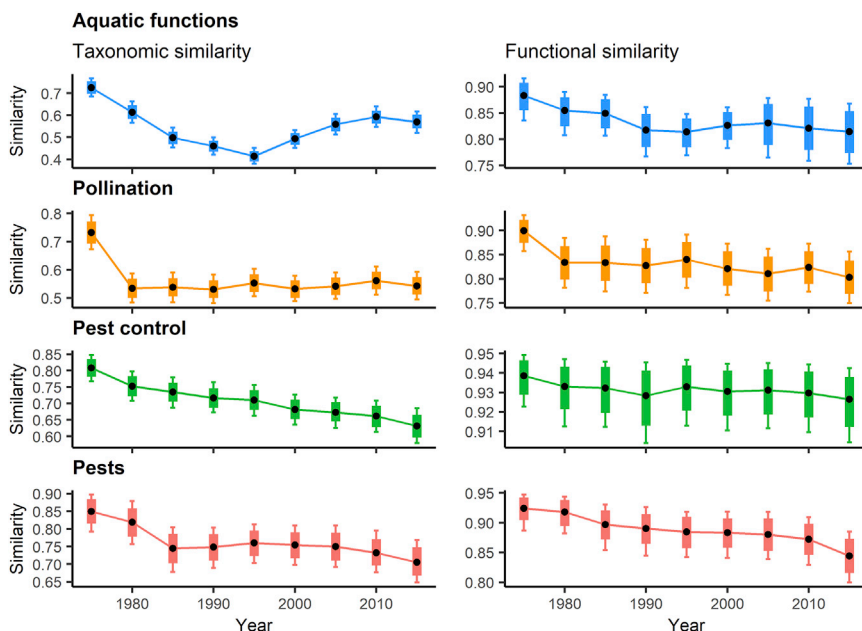 Aquatic functions
Taxonomic similarity
Functional similarity
Similarity
0.7
0.6
0.5
0.4
0.90
0.85
0.80
0.75
Pollination
Similarity
0.8
0.7
0.6
0.5
0.90
0.85
0.80
0.75
Pest control
Similarity
0.85
0.80
0.75
0.70
0.65
0.60
0.95
0.94
0.93
0.92
0.91
Pests
Similarity
0.90
0.85
0.80
0.75
0.70
0.65
0.95
0.90
0.85
0.80
1980 1990 2000 2010
1980 1990 2000 2010
Year
Year